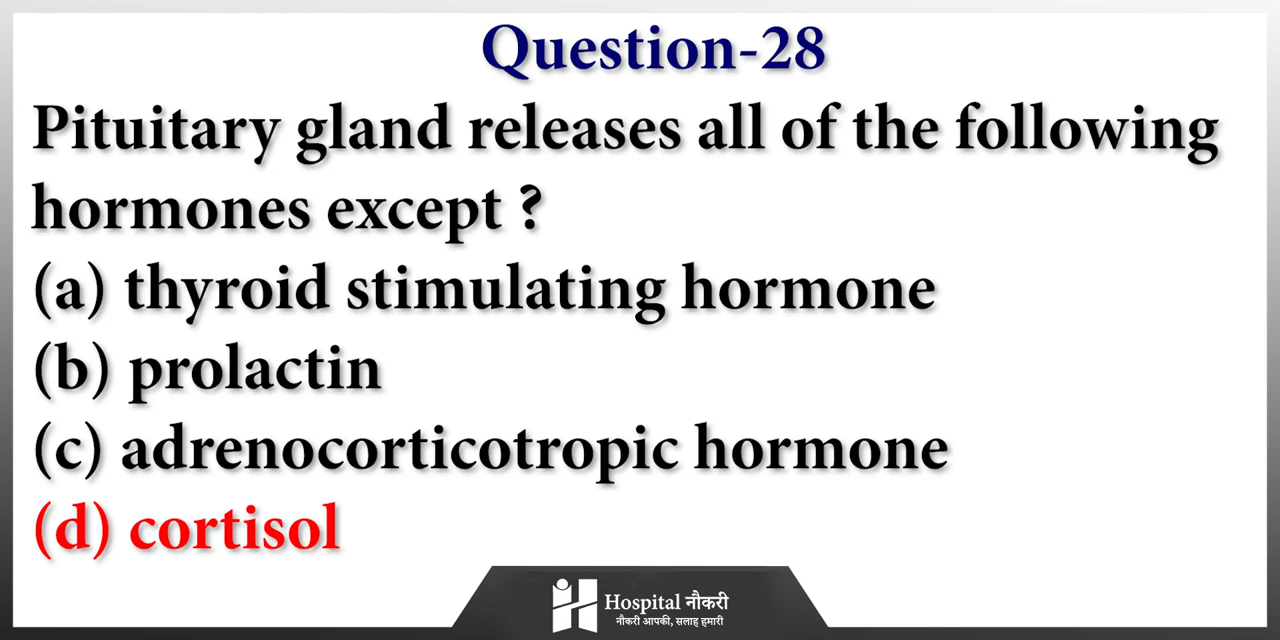 Question-28
Pituitary gland releases all of the following
hormones except ?
(a) thyroid stimulating hormone
(b) prolactin
(c) adrenocorticotropic hormone
(d) cortisol
Hospital नौकरी
नौकरी आपकी, सलाह हमारी